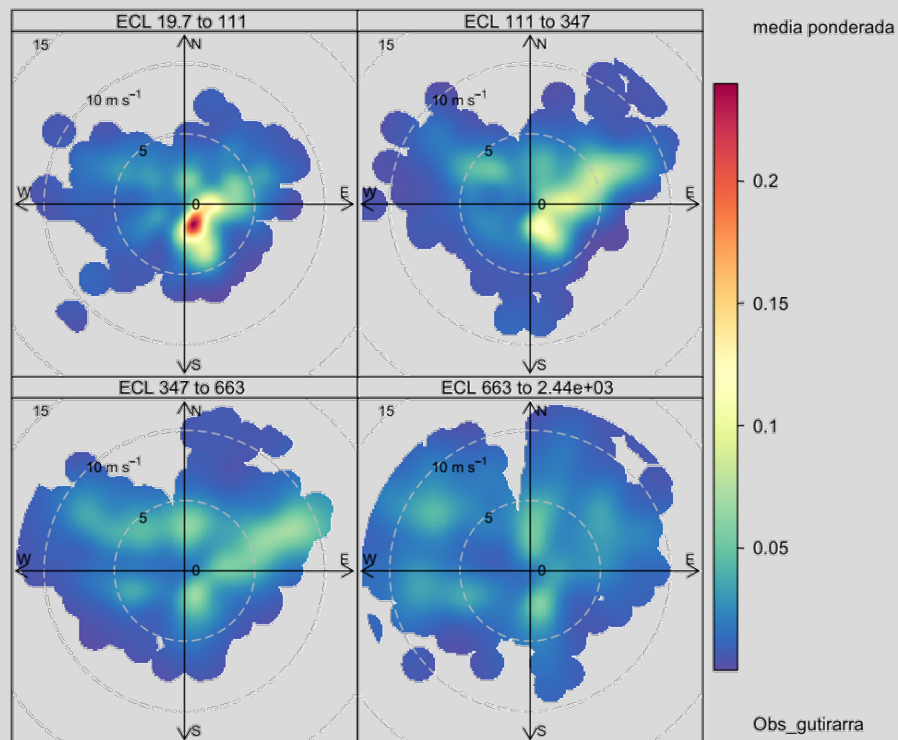 ECL 19.7 to 111
15
N
10 m s⁻¹
5
W
0
E
S
ECL 111 to 347
15
N
10 m s⁻¹
5
W
0
E
S
ECL 347 to 663
15
N
10 m s⁻¹
5
W
0
E
S
ECL 663 to 2.44e+03
15
N
10 m s⁻¹
5
W
0
E
S
media ponderada
0.2
0.15
0.1
0.05
Obs_gutirarra